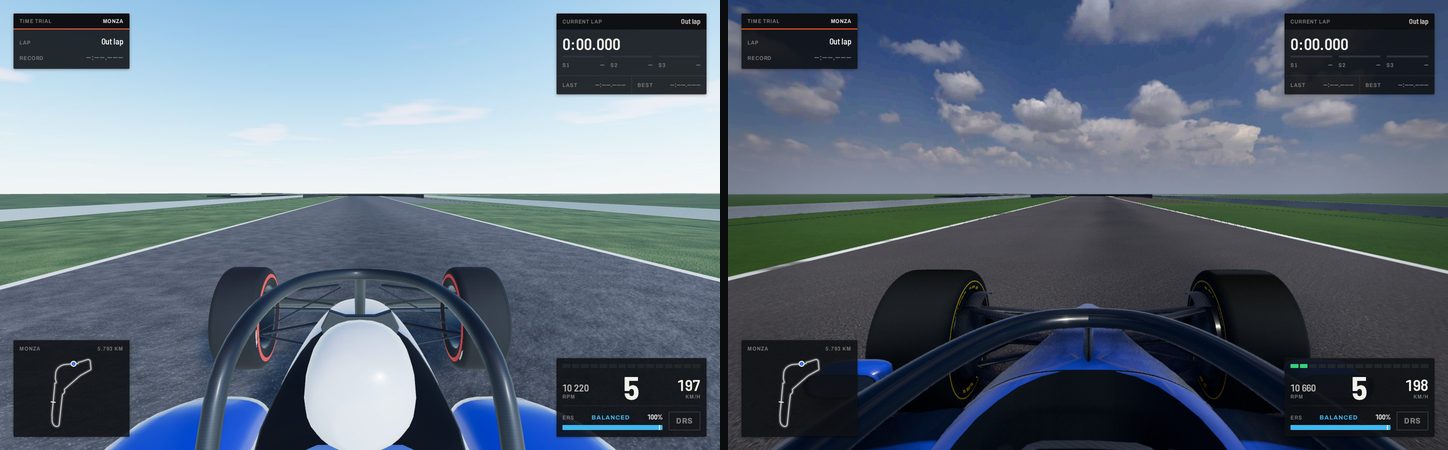 TIME TRIAL MONZA
LAP Out lap
RECORD -:--.---
CURRENT LAP Out lap
0:00.000
S1 – S2 – S3 –
LAST -:--.--- BEST -:--.---
MONZA 5.793 KM
10 220 RPM 5 197 KM/H
ERS BALANCED 100% DRS
TIME TRIAL MONZA
LAP Out lap
RECORD -:--.---
CURRENT LAP Out lap
0:00.000
S1 – S2 – S3 –
LAST -:--.--- BEST -:--.---
MONZA 5.793 KM
10 660 RPM 5 198 KM/H
ERS BALANCED 100% DRS